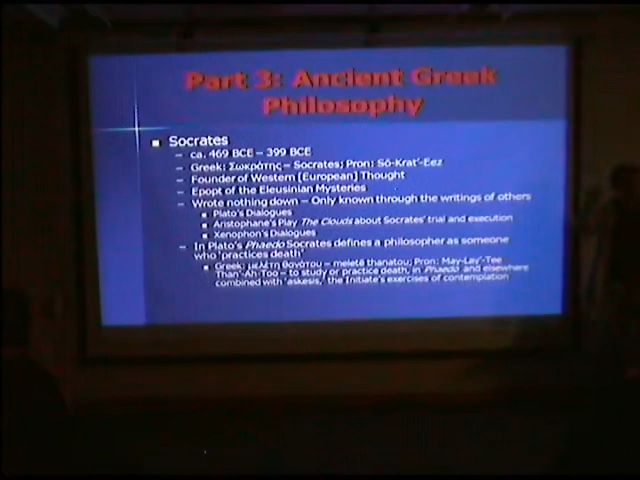 Part 3: Ancient Greek
Philosophy
Socrates
– ca. 469 BCE – 399 BCE
– Greek: Σωκράτης – Socrates; Pron: Sō-Krat'-Eez
– Founder of Western [European] Thought
– Epopt of the Eleusinian Mysteries
– Wrote nothing down – Only known through the writings of others
Plato's Dialogues
Aristophane's Play The Clouds about Socrates' trial and execution
Xenophon's Dialogues
– In Plato's Phaedo Socrates defines a philosopher as someone
who 'practices death'
Greek: μελέτη θανάτου – meletē thanatou; Pron: May-Lay'-Tee
Than'-Ah-Too – to study or practice death, in Phaedo and elsewhere
combined with 'askesis,' the Initiate's exercises of contemplation